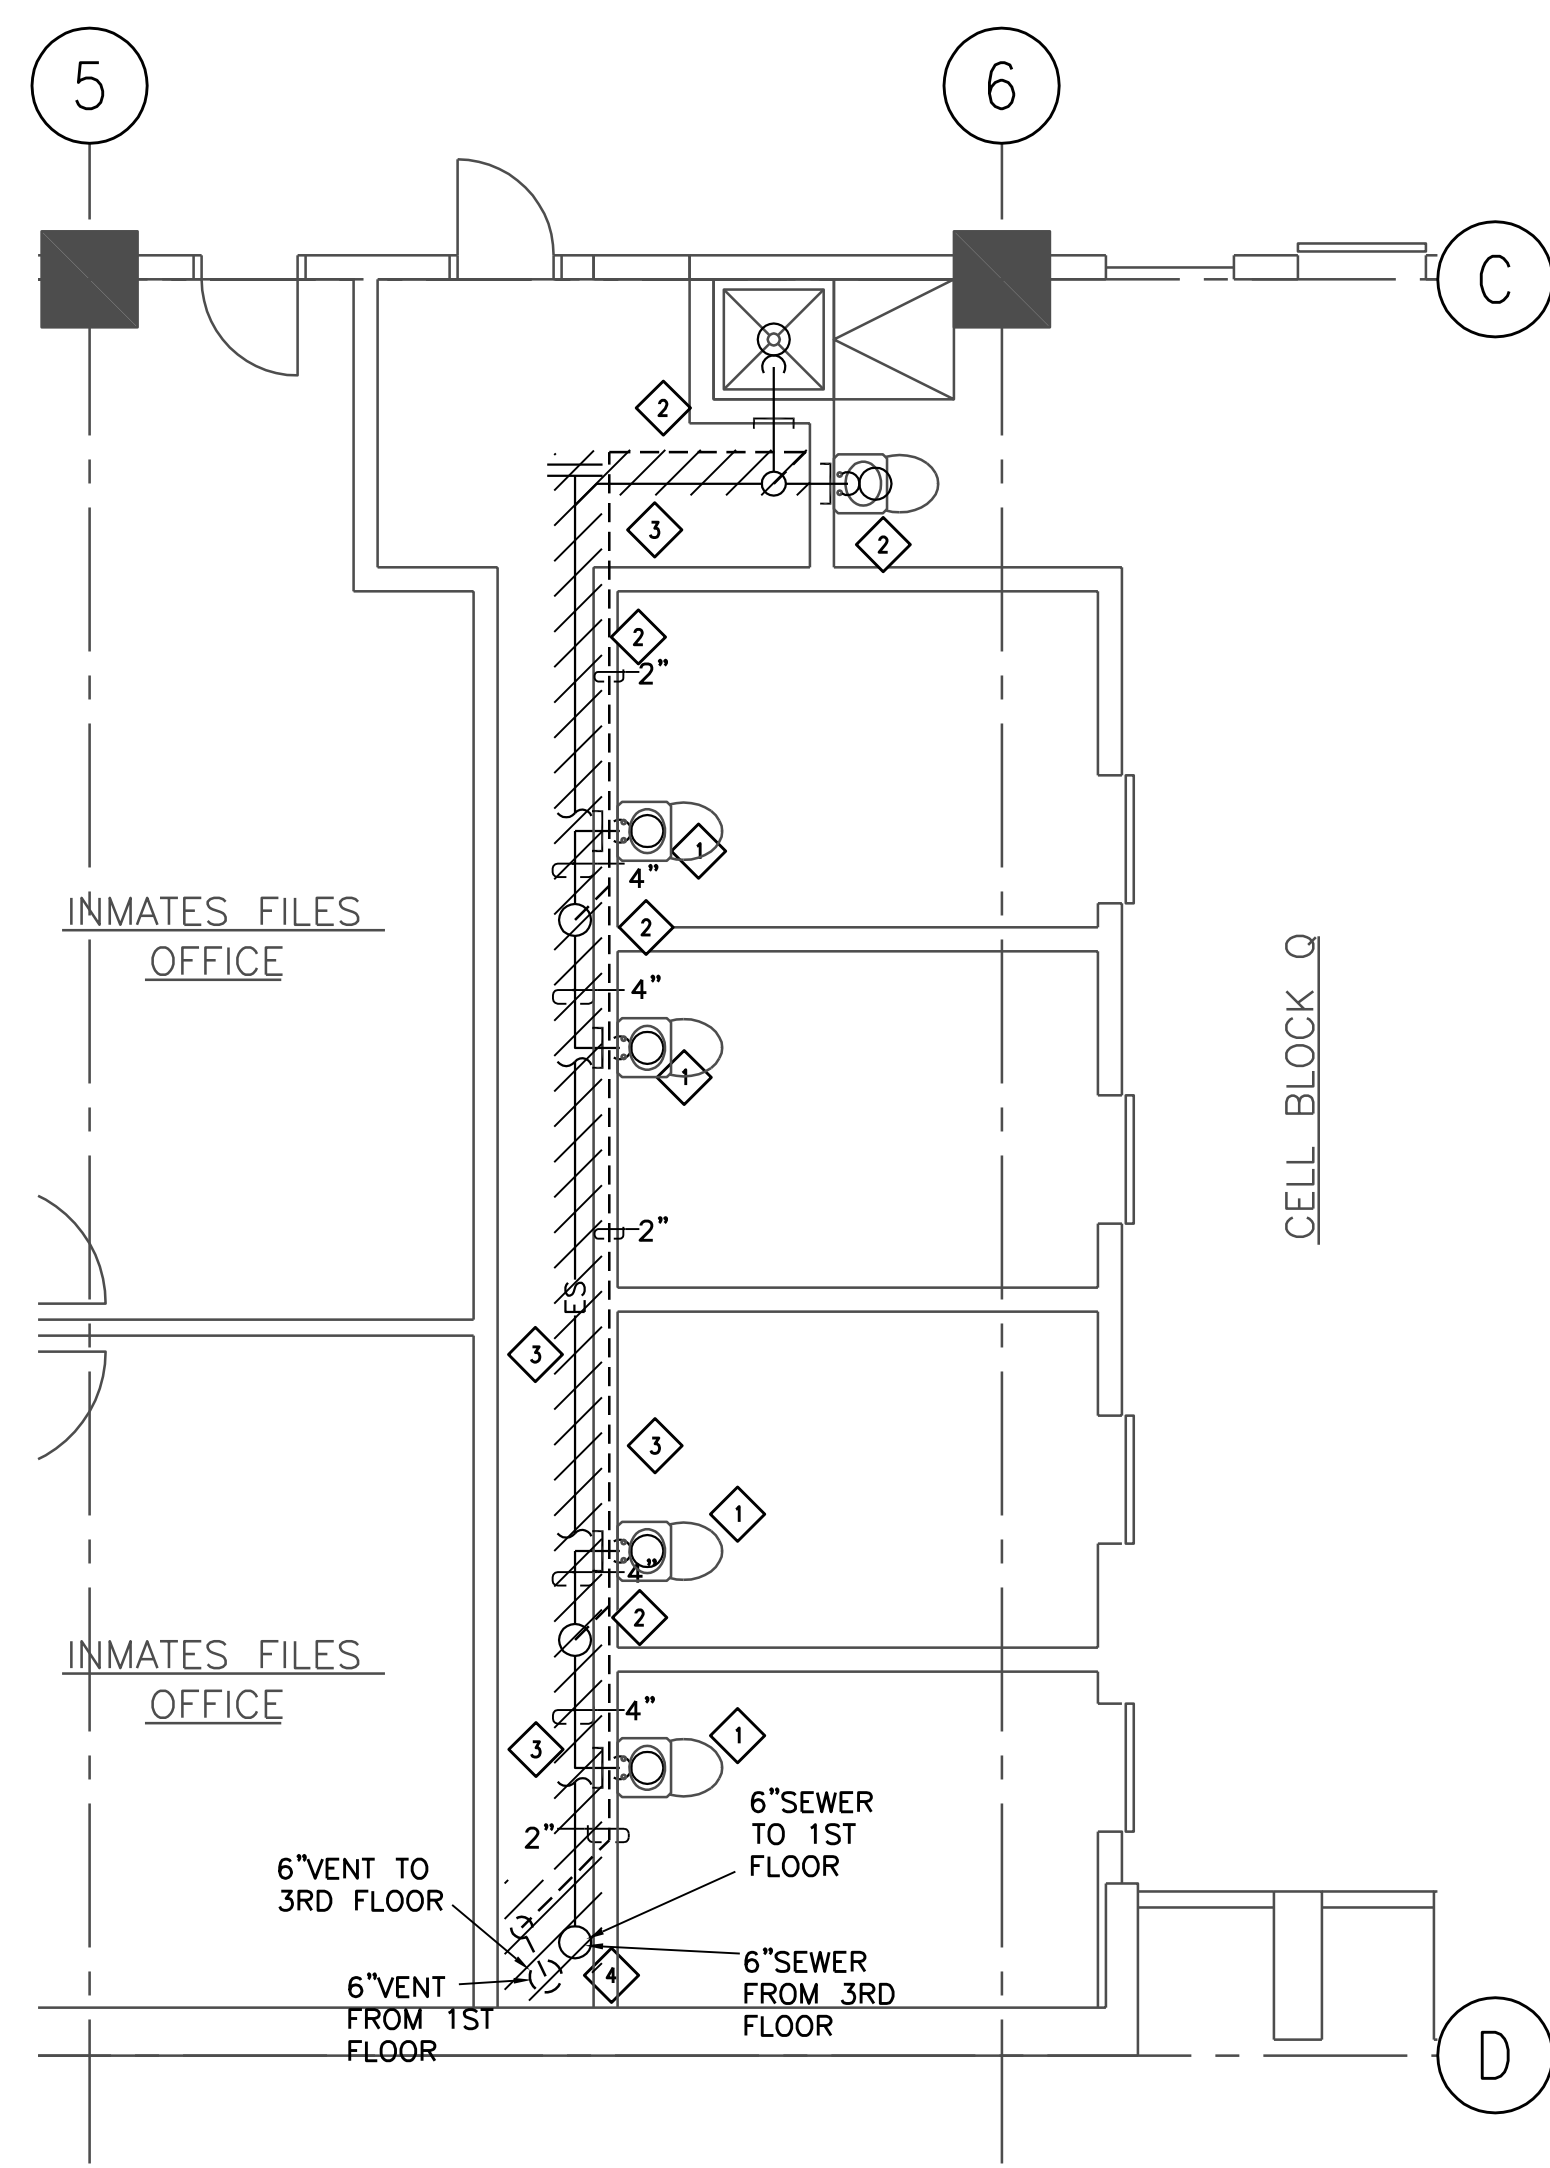 5
6
C
2
3
2
2
2"
1
4"
INMATES FILES
OFFICE
2
4"
1
CELL BLOCK Q
2"
ES
3
3
1
4"
2
INMATES FILES
OFFICE
4"
3
1
2"
6"SEWER
TO 1ST
FLOOR
6"VENT TO
3RD FLOOR
6"SEWER
FROM 3RD
FLOOR
4
6"VENT
FROM 1ST
FLOOR
D